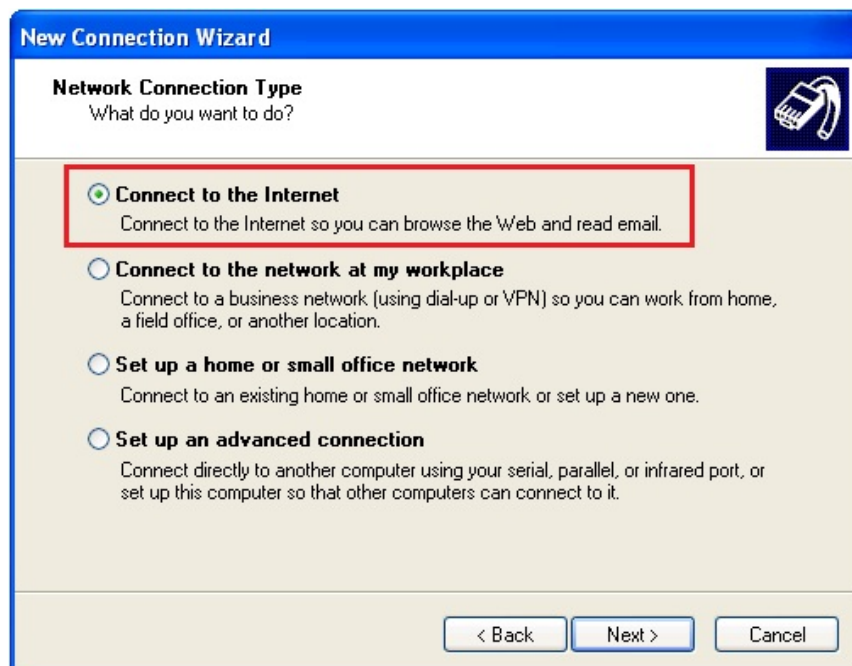 New Connection Wizard
Network Connection Type
What do you want to do?
Connect to the Internet
Connect to the Internet so you can browse the Web and read email.
Connect to the network at my workplace
Connect to a business network (using dial-up or VPN) so you can work from home,
a field office, or another location.
Set up a home or small office network
Connect to an existing home or small office network or set up a new one.
Set up an advanced connection
Connect directly to another computer using your serial, parallel, or infrared port, or
set up this computer so that other computers can connect to it.
< Back Next > Cancel